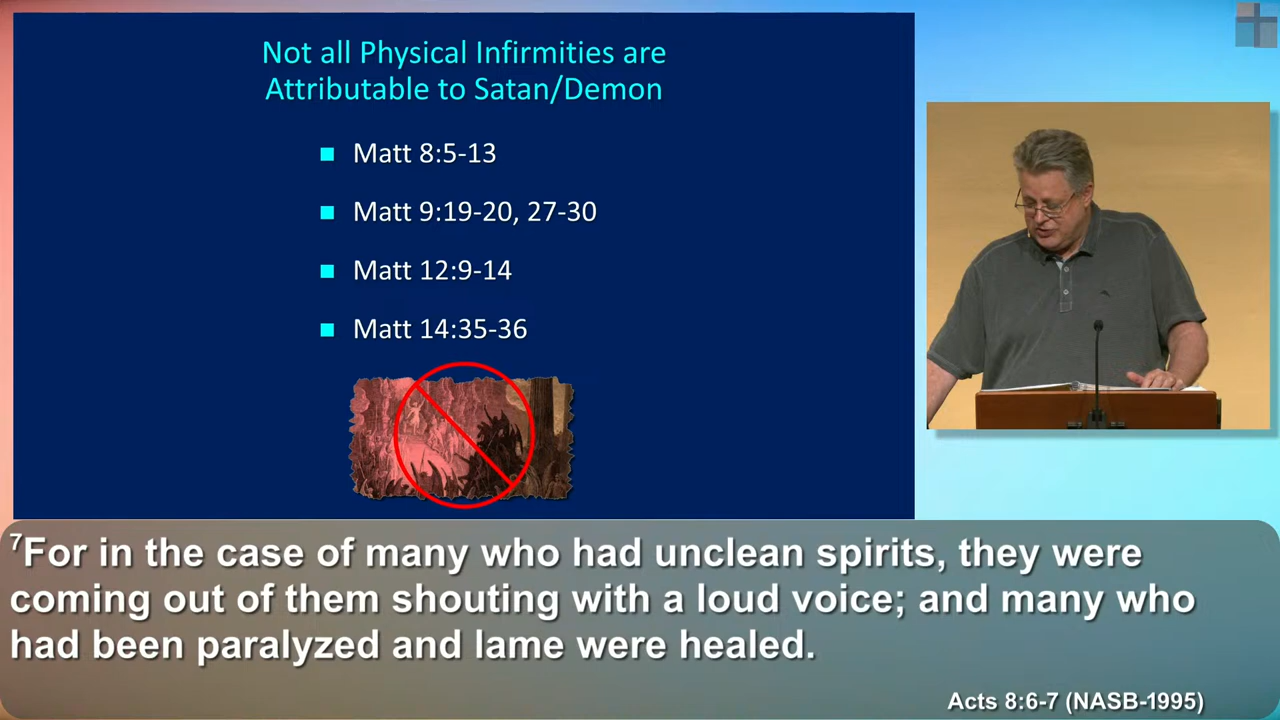 Not all Physical Infirmities are
Attributable to Satan/Demon
Matt 8:5-13
Matt 9:19-20, 27-30
Matt 12:9-14
Matt 14:35-36
7For in the case of many who had unclean spirits, they were
coming out of them shouting with a loud voice; and many who
had been paralyzed and lame were healed.
Acts 8:6-7 (NASB-1995)